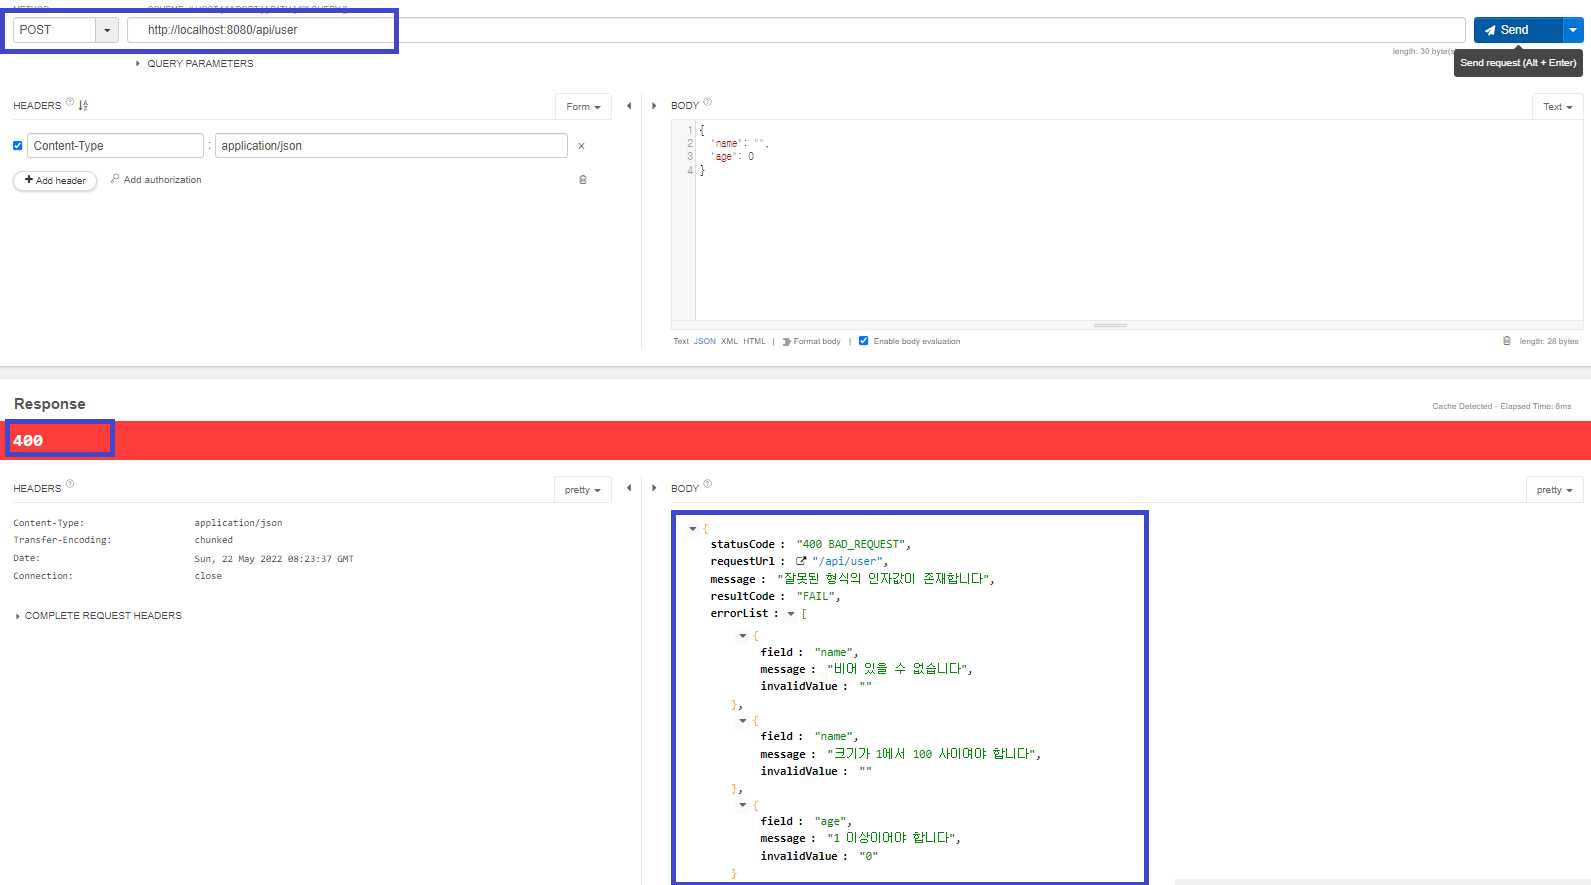 POST
http://localhost:8080/api/user
Send
length: 30 byte(s)
QUERY PARAMETERS
Send request (Alt + Enter)
HEADERS
Form
BODY
Text
Content-Type : application/json ×
+ Add header
Add authorization
1 {
2 "name": "",
3 "age": 0
4 }
Text JSON XML HTML | Format body | Enable body evaluation
length: 28 bytes
Response
Cache Detected - Elapsed Time: 8ms
400
HEADERS
pretty
BODY
pretty
Content-Type: application/json
Transfer-Encoding: chunked
Date: Sun, 22 May 2022 08:23:37 GMT
Connection: close
COMPLETE REQUEST HEADERS
{
statusCode : "400 BAD_REQUEST",
requestUrl : "/api/user",
message : "잘못된 형식의 인자값이 존재합니다",
resultCode : "FAIL",
errorList : [
{
field : "name",
message : "비어 있을 수 없습니다",
invalidValue : ""
},
{
field : "name",
message : "크기가 1에서 100 사이여야 합니다",
invalidValue : ""
},
{
field : "age",
message : "1 이상이어야 합니다",
invalidValue : "0"
}